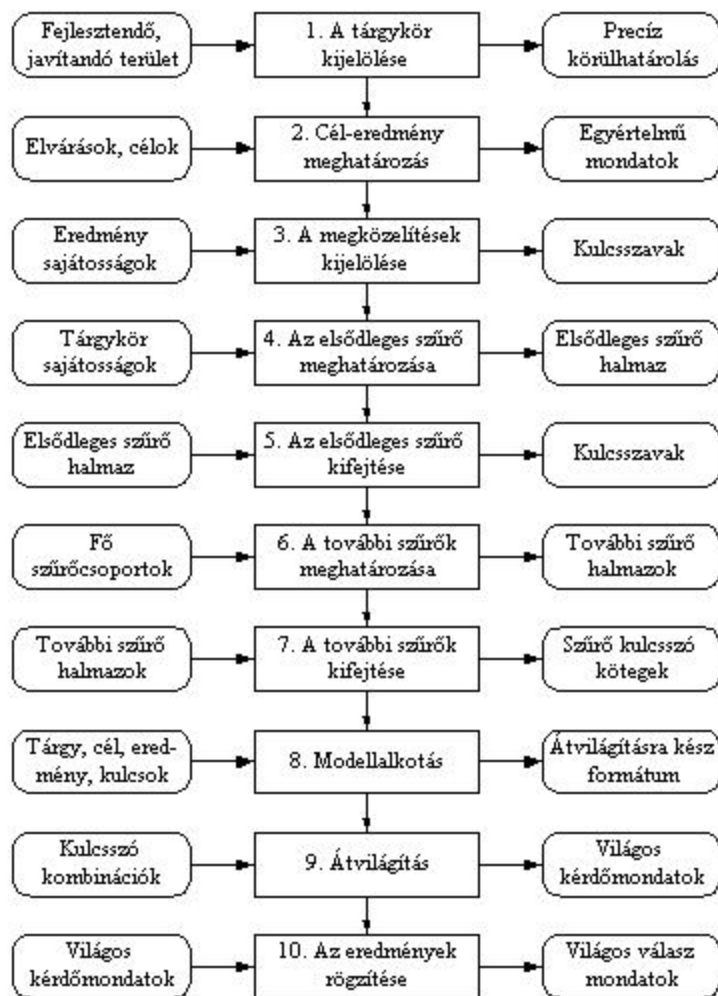 Fejlesztendő,
javítandó terület
1. A tárgykör
kijelölése
Precíz
körülhatárolás
Elvárások, célok
2. Cél-eredmény
meghatározás
Egyértelmű
mondatok
Eredmény
sajátosságok
3. A megközelítések
kijelölése
Kulcsszavak
Tárgykör
sajátosságok
4. Az elsődleges szűrő
meghatározása
Elsődleges szűrő
halmaz
Elsődleges szűrő
halmaz
5. Az elsődleges szűrő
kifejtése
Kulcsszavak
Fő
szűrőcsoportok
6. A további szűrők
meghatározása
További szűrő
halmazok
További szűrő
halmazok
7. A további szűrők
kifejtése
Szűrő kulcsszó
kötegek
Tárgy, cél, ered-
mény, kulcsok
8. Modellalkotás
Átvilágításra kész
formátum
Kulcsszó
kombinációk
9. Átvilágítás
Világos
kérdőmondatok
Világos
kérdőmondatok
10. Az eredmények
rögzítése
Világos válasz
mondatok